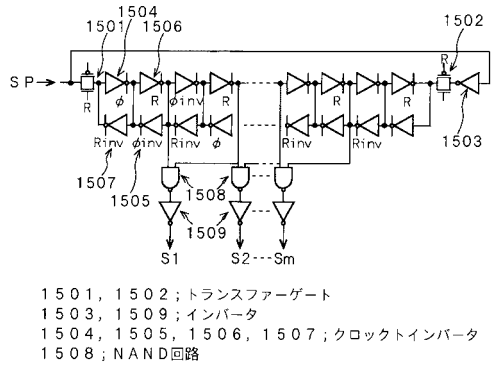 1504
1501 1506 1502
R
SP
R φ R φinv R R R
Rinv φinv Rinv φ Rinv Rinv
1503
1507
1505
1508
1509
S1 S2---Sm
1501, 1502;トランスファーゲート
1503, 1509;インバータ
1504, 1505, 1506, 1507;クロックトインバータ
1508;NAND回路